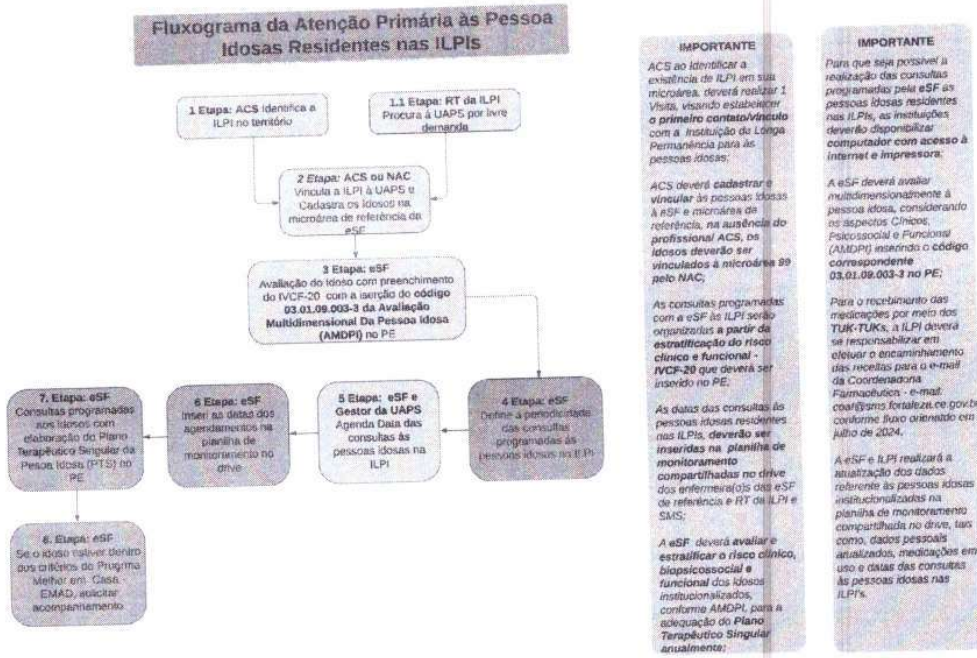 Fluxograma da Atenção Primária às Pessoa
Idosas Residentes nas ILPIs
1 Etapa: ACS Identifica a
ILPI no território
1.1 Etapa: RT da ILPI
Procura à UAPS por livre
demanda
2 Etapa: ACS ou NAC
Vincula a ILPI à UAPS e
Cadastra os Idosos na
microárea de referência da
eSF
3 Etapa: eSF
Avaliação do Idoso com preenchimento
do IVCF-20 com a iserção do código
03.01.09.003-3 da Avaliação
Multidimensional Da Pessoa Idosa
(AMDPI) no PE
4 Etapa: eSF
Define a periodicidade
das consultas
programadas às
pessoas idosas no ILPI
5 Etapa: eSF e
Gestor da UAPS
Agenda Data das
consultas às
pessoas idosas na
ILPI
6 Etapa: eSF
Inseri as datas dos
agendamentos na
planilha de
monitoramento no
drive
7. Etapa: eSF
Consultas programadas
aos Idosos com
elaboração do Plano
Terapêutico Singular da
Pesoa Idosa (PTS) no
PE
8. Etapa: eSF
Se o idoso estiver dentro
dos critérios do Progrma
Melhor em Casa -
EMAD, solicitar
acompanhamento
IMPORTANTE
ACS ao Identificar a
existência de ILPI em sua
microárea, deverá realizar 1
Visita, visando estabelecer
o primeiro contato/vínculo
com a Instituição de Longa
Permanência para às
pessoas idosas;
ACS deverá cadastrar e
vincular às pessoas idosas
à eSF e microárea de
referência, na ausência do
profissional ACS, os
idosos deverão ser
vinculados à microárea 99
pelo NAC;
As consultas programadas
com a eSF às ILPI serão
organizadas a partir da
estratificação do risco
clínico e funcional -
IVCF-20 que deverá ser
inserido no PE;
As datas das consultas às
pessoas idosas residentes
nas ILPIs, deverão ser
inseridas na planilha de
monitoramento
compartilhadas no drive
dos enfermeira(o)s das eSF
de referência e RT da ILPI e
SMS;
A eSF deverá avaliar e
estratificar o risco clínico,
biopsicossocial e
funcional dos Idosos
institucionalizados,
conforme AMDPI, para a
adequação do Plano
Terapêutico Singular
anualmente;
IMPORTANTE
Para que seja possível a
realização das consultas
programadas pela eSF às
pessoas idosas residentes
nas ILPIs, as instituições
deverão disponibilizar
computador com acesso à
internet e impressora;
A eSF deverá avaliar
multidimensionalmente à
pessoa idosa, considerando
os aspectos Clínicos,
Psicossocial e Funcional
(AMDPI) inserindo o código
correspondente
03.01.09.003-3 no PE;
Para o recebimento das
medicações por meio dos
TUK-TUKs, a ILPI deverá
se responsabilizar em
efetuar o encaminhamento
das receitas para o e-mail
da Coordenadoria
Farmacêutica - e-mail:
coaf@sms.fortaleza.ce.gov.br
conforme fluxo orientado em
julho de 2024.
A eSF e ILPI realizará a
atualização dos dados
referente às pessoas idosas
institucionalizadas na
planilha de monitoramento
compartilhada no drive, tais
como, dados pessoais
atualizados, medicações em
uso e datas das consultas
às pessoas idosas nas
ILPI's.